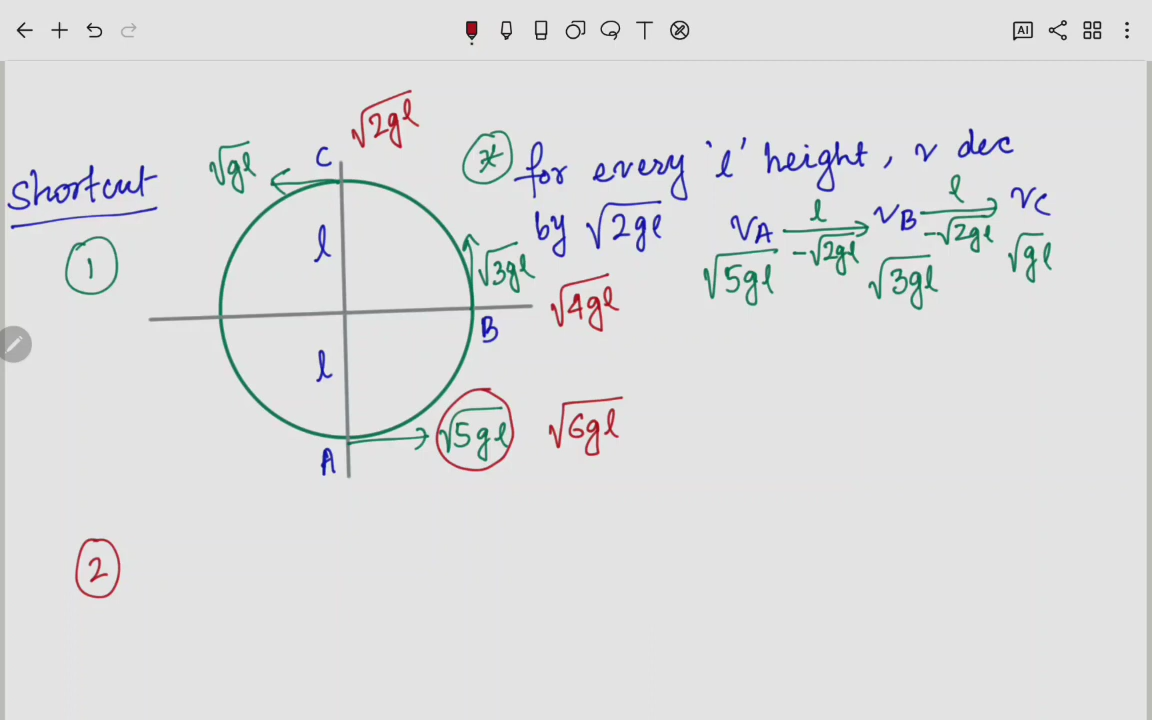 AI
T
Shortcut
①
C
√2gl
√gl
l
√3gl
B
√4gl
l
√5gl
√6gl
A
* for every 'l' height, v dec
by √2gl
vA l→ -√2gl vB l→ -√2gl vC
√5gl √3gl √gl
②